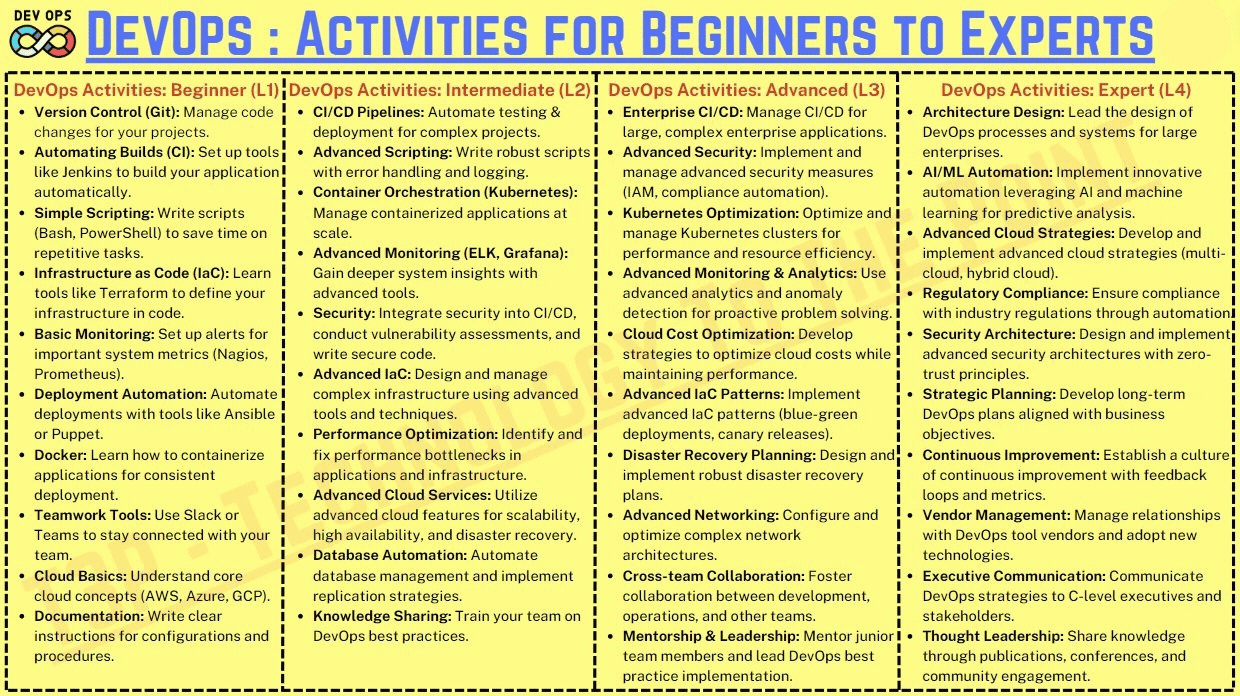 DEV OPS
DevOps : Activities for Beginners to Experts
DevOps Activities: Beginner (L1)
• Version Control (Git): Manage code
changes for your projects.
• Automating Builds (CI): Set up tools
like Jenkins to build your application
automatically.
• Simple Scripting: Write scripts
(Bash, PowerShell) to save time on
repetitive tasks.
• Infrastructure as Code (IaC): Learn
tools like Terraform to define your
infrastructure in code.
• Basic Monitoring: Set up alerts for
important system metrics (Nagios,
Prometheus).
• Deployment Automation: Automate
deployments with tools like Ansible
or Puppet.
• Docker: Learn how to containerize
applications for consistent
deployment.
• Teamwork Tools: Use Slack or
Teams to stay connected with your
team.
• Cloud Basics: Understand core
cloud concepts (AWS, Azure, GCP).
• Documentation: Write clear
instructions for configurations and
procedures.
DevOps Activities: Intermediate (L2)
• CI/CD Pipelines: Automate testing &
deployment for complex projects.
• Advanced Scripting: Write robust scripts
with error handling and logging.
• Container Orchestration (Kubernetes):
Manage containerized applications at
scale.
• Advanced Monitoring (ELK, Grafana):
Gain deeper system insights with
advanced tools.
• Security: Integrate security into CI/CD,
conduct vulnerability assessments, and
write secure code.
• Advanced IaC: Design and manage
complex infrastructure using advanced
tools and techniques.
• Performance Optimization: Identify and
fix performance bottlenecks in
applications and infrastructure.
• Advanced Cloud Services: Utilize
advanced cloud features for scalability,
high availability, and disaster recovery.
• Database Automation: Automate
database management and implement
replication strategies.
• Knowledge Sharing: Train your team on
DevOps best practices.
DevOps Activities: Advanced (L3)
• Enterprise CI/CD: Manage CI/CD for
large, complex enterprise applications.
• Advanced Security: Implement and
manage advanced security measures
(IAM, compliance automation).
• Kubernetes Optimization: Optimize and
manage Kubernetes clusters for
performance and resource efficiency.
• Advanced Monitoring & Analytics: Use
advanced analytics and anomaly
detection for proactive problem solving.
• Cloud Cost Optimization: Develop
strategies to optimize cloud costs while
maintaining performance.
• Advanced IaC Patterns: Implement
advanced IaC patterns (blue-green
deployments, canary releases).
• Disaster Recovery Planning: Design and
implement robust disaster recovery
plans.
• Advanced Networking: Configure and
optimize complex network
architectures.
• Cross-team Collaboration: Foster
collaboration between development,
operations, and other teams.
• Mentorship & Leadership: Mentor junior
team members and lead DevOps best
practice implementation.
DevOps Activities: Expert (L4)
• Architecture Design: Lead the design of
DevOps processes and systems for large
enterprises.
• AI/ML Automation: Implement innovative
automation leveraging AI and machine
learning for predictive analysis.
• Advanced Cloud Strategies: Develop and
implement advanced cloud strategies (multi-
cloud, hybrid cloud).
• Regulatory Compliance: Ensure compliance
with industry regulations through automation.
• Security Architecture: Design and implement
advanced security architectures with zero-
trust principles.
• Strategic Planning: Develop long-term
DevOps plans aligned with business
objectives.
• Continuous Improvement: Establish a culture
of continuous improvement with feedback
loops and metrics.
• Vendor Management: Manage relationships
with DevOps tool vendors and adopt new
technologies.
• Executive Communication: Communicate
DevOps strategies to C-level executives and
stakeholders.
• Thought Leadership: Share knowledge
through publications, conferences, and
community engagement.
: Technology To The Point